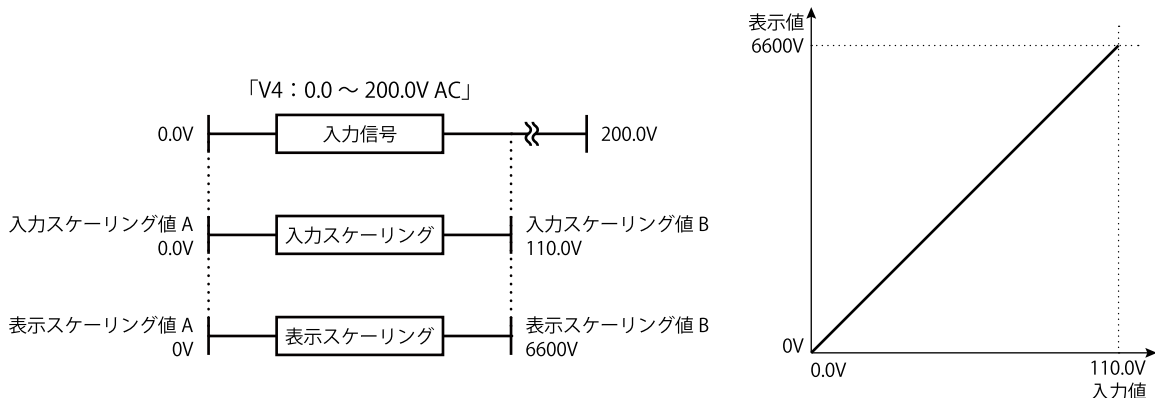 「V4：0.0 ～ 200.0V AC」
0.0V
入力信号
200.0V
入力スケーリング値 A
0.0V
入力スケーリング
入力スケーリング値 B
110.0V
表示スケーリング値 A
0V
表示スケーリング
表示スケーリング値 B
6600V
表示値
6600V
0V
0.0V
110.0V
入力値